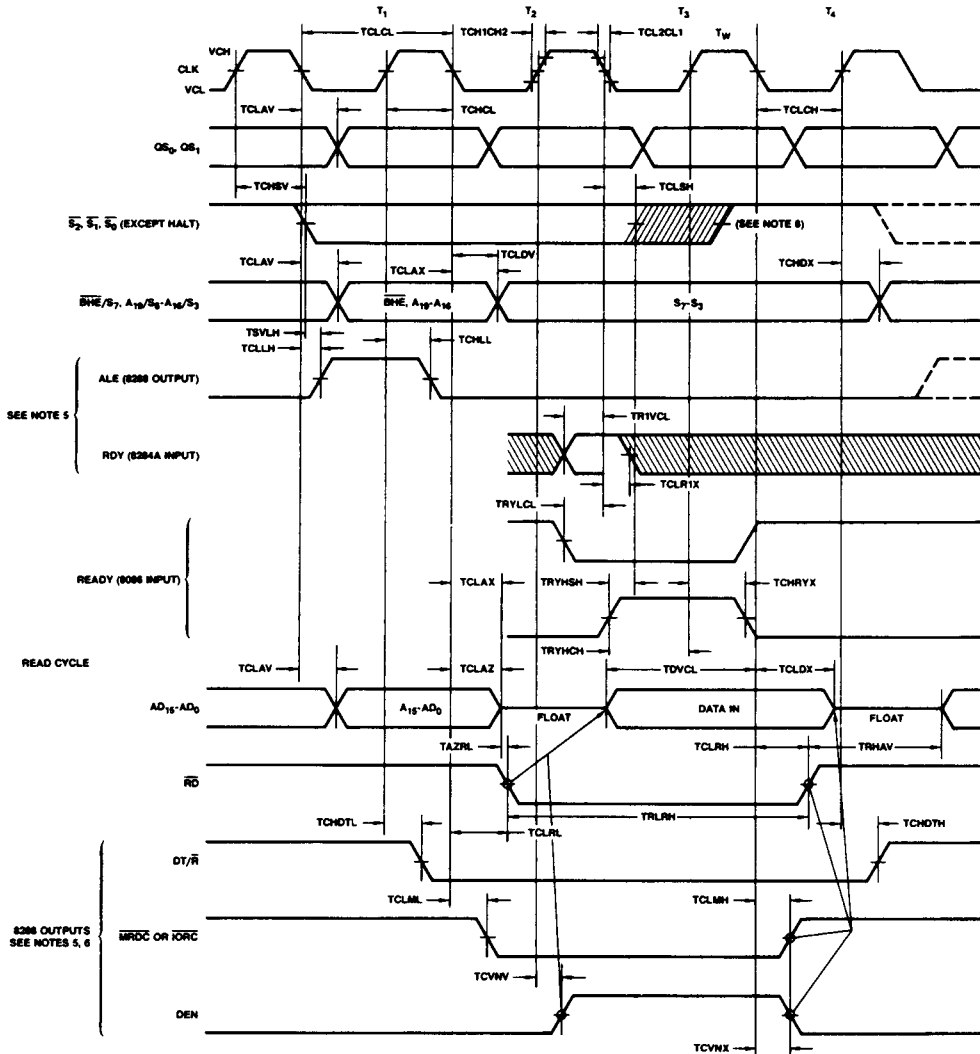 T1 T2 T3 T4
TCLCL TCH1CH2 TCL2CL1 TW
VCH
CLK
VCL
TCLAV TCHCL TCLCH
QS0, QS1
TCHSV TCLSH
S2, S1, S0 (EXCEPT HALT) (SEE NOTE 8)
TCLDV
TCLAV TCLAX TCHDX
BHE/S7, A19/S6-A16/S3 BHE, A19-A16 S7-S3
TSVLH
TCLLH TCHLL
ALE (8288 OUTPUT)
SEE NOTE 5
TR1VCL
RDY (8284A INPUT)
TCLR1X
TRYLCL
READY (8086 INPUT) TCLAX TRYHSH TCHRYX
TRYHCH
READ CYCLE
TCLAV TCLAZ TDVCL TCLDX
AD15-AD0 A15-AD0 FLOAT DATA IN FLOAT
TAZRL TCLRH TRHAV
RD
TCHDTL TCLRL TRLRH TCHDTH
DT/R
TCLML TCLMH
8288 OUTPUTS
SEE NOTES 5, 6
MRDC OR IORC
TCVNV
DEN
TCVNX